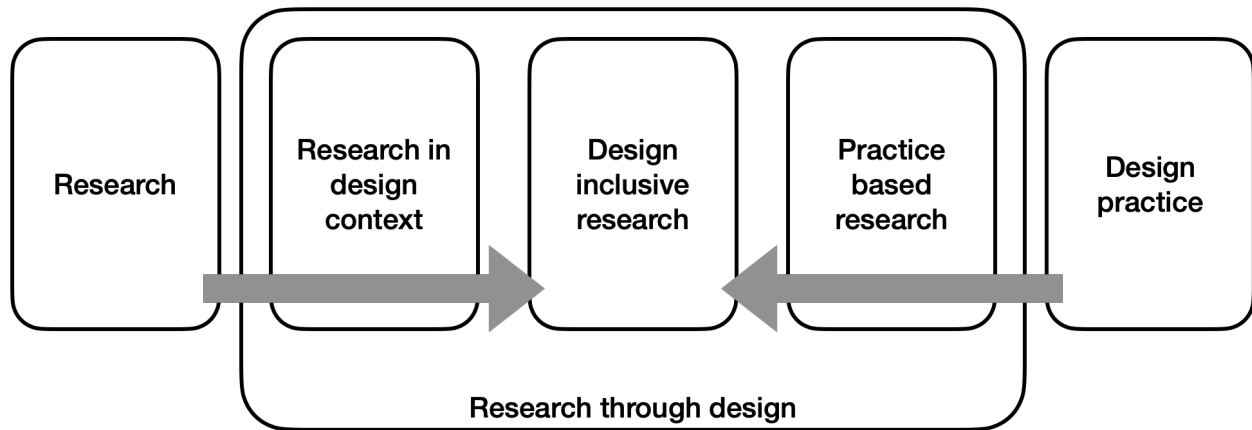 Research
Research in
design
context
Design
inclusive
research
Practice
based
research
Design
practice
Research through design